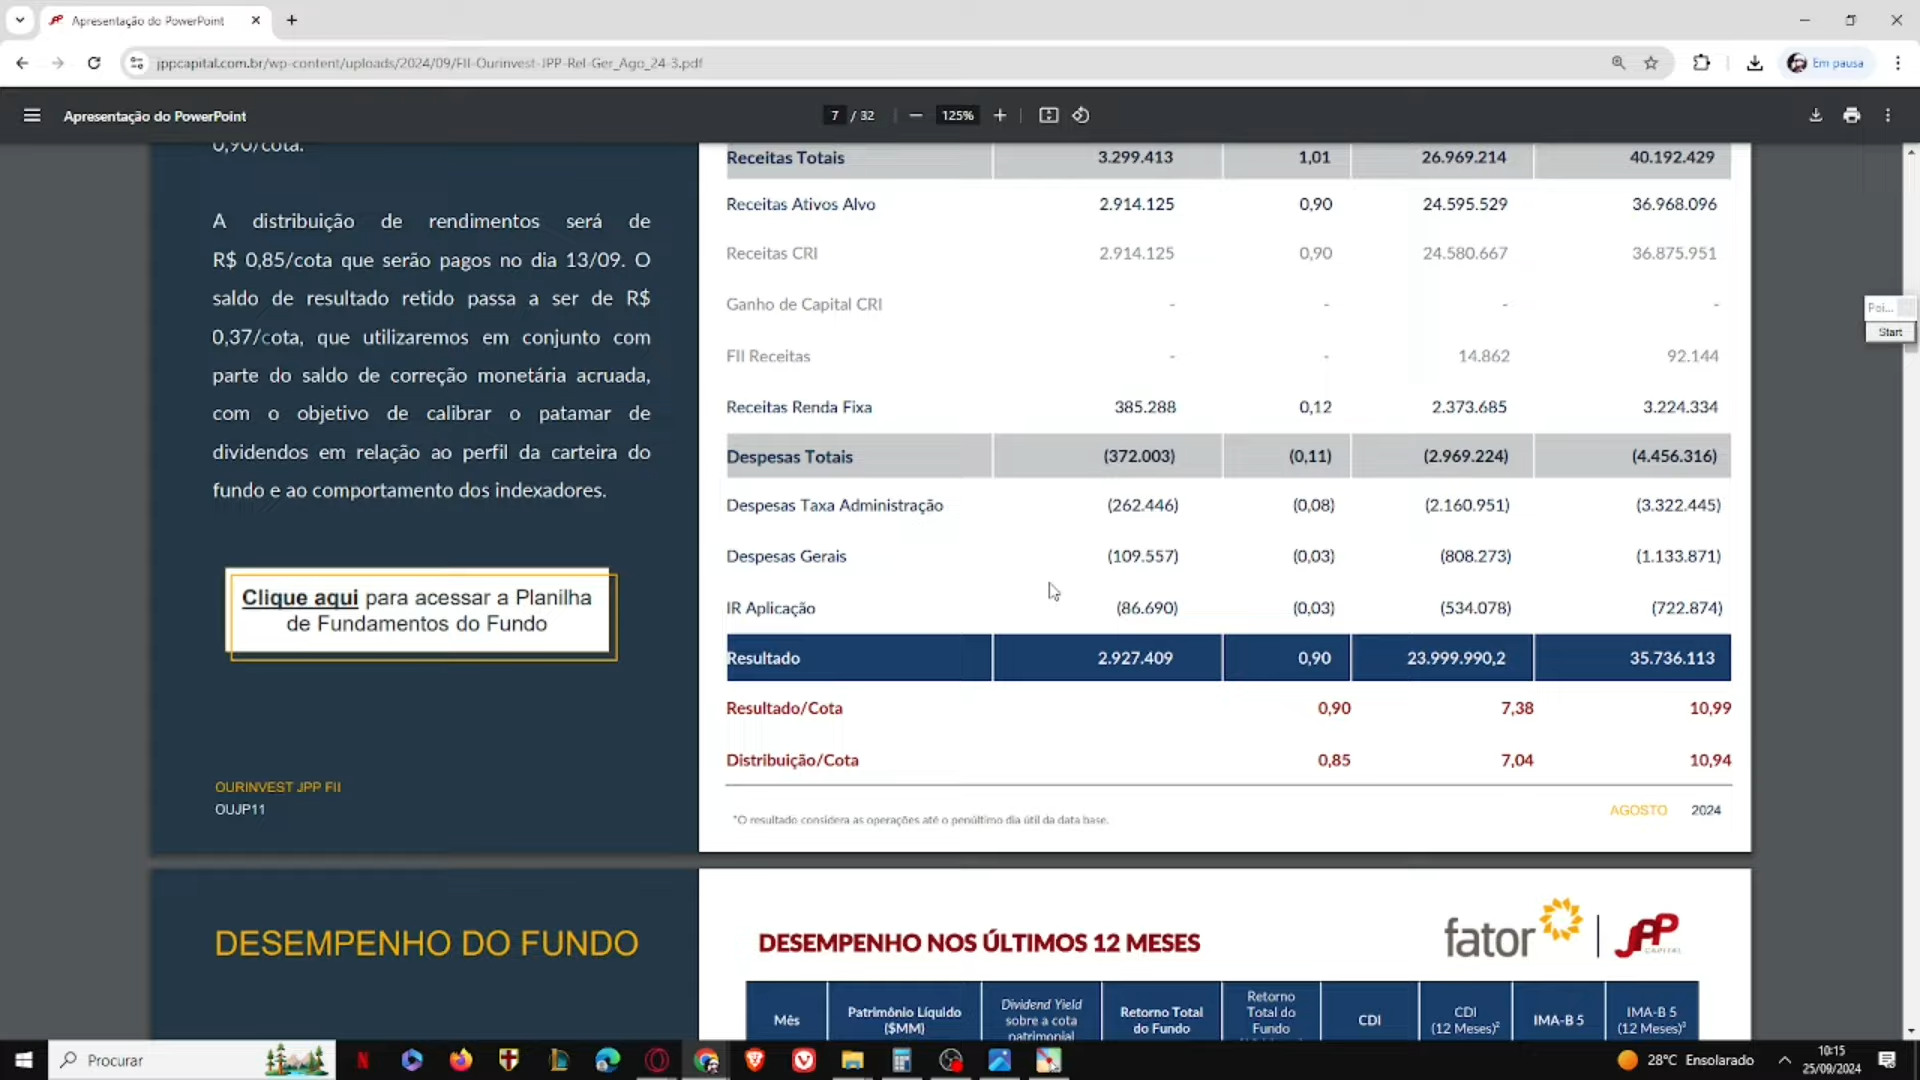 Apresentação do PowerPoint
jppcapital.com.br/wp-content/uploads/2024/09/FII-Ourinvest-JPP-Rel-Ger_Ago_24-3.pdf
Em pausa
Apresentação do PowerPoint
7 / 32
125%
0,90/cota.
A distribuição de rendimentos será de
R$ 0,85/cota que serão pagos no dia 13/09. O
saldo de resultado retido passa a ser de R$
0,37/cota, que utilizaremos em conjunto com
parte do saldo de correção monetária acruada,
com o objetivo de calibrar o patamar de
dividendos em relação ao perfil da carteira do
fundo e ao comportamento dos indexadores.
Clique aqui para acessar a Planilha
de Fundamentos do Fundo
OURINVEST JPP FII
OUJP11
Receitas Totais 3.299.413 1,01 26.969.214 40.192.429
Receitas Ativos Alvo 2.914.125 0,90 24.595.529 36.968.096
Receitas CRI 2.914.125 0,90 24.580.667 36.875.951
Ganho de Capital CRI - - - -
FII Receitas - - 14.862 92.144
Receitas Renda Fixa 385.288 0,12 2.373.685 3.224.334
Despesas Totais (372.003) (0,11) (2.969.224) (4.456.316)
Despesas Taxa Administração (262.446) (0,08) (2.160.951) (3.322.445)
Despesas Gerais (109.557) (0,03) (808.273) (1.133.871)
IR Aplicação (86.690) (0,03) (534.078) (722.874)
Resultado 2.927.409 0,90 23.999.990,2 35.736.113
Resultado/Cota 0,90 7,38 10,99
Distribuição/Cota 0,85 7,04 10,94
*O resultado considera as operações até o penúltimo dia útil da data base.
AGOSTO 2024
Poi...
Start
DESEMPENHO DO FUNDO
DESEMPENHO NOS ÚLTIMOS 12 MESES
fator
JPP
CAPITAL
Mês
Patrimônio Líquido
($MM)
Dividend Yield
sobre a cota
patrimonial
Retorno Total
do Fundo
Retorno
Total do
Fundo
CDI
CDI
(12 Meses)²
IMA-B 5
IMA-B 5
(12 Meses)²
Procurar
28°C Ensolarado
10:15
25/09/2024